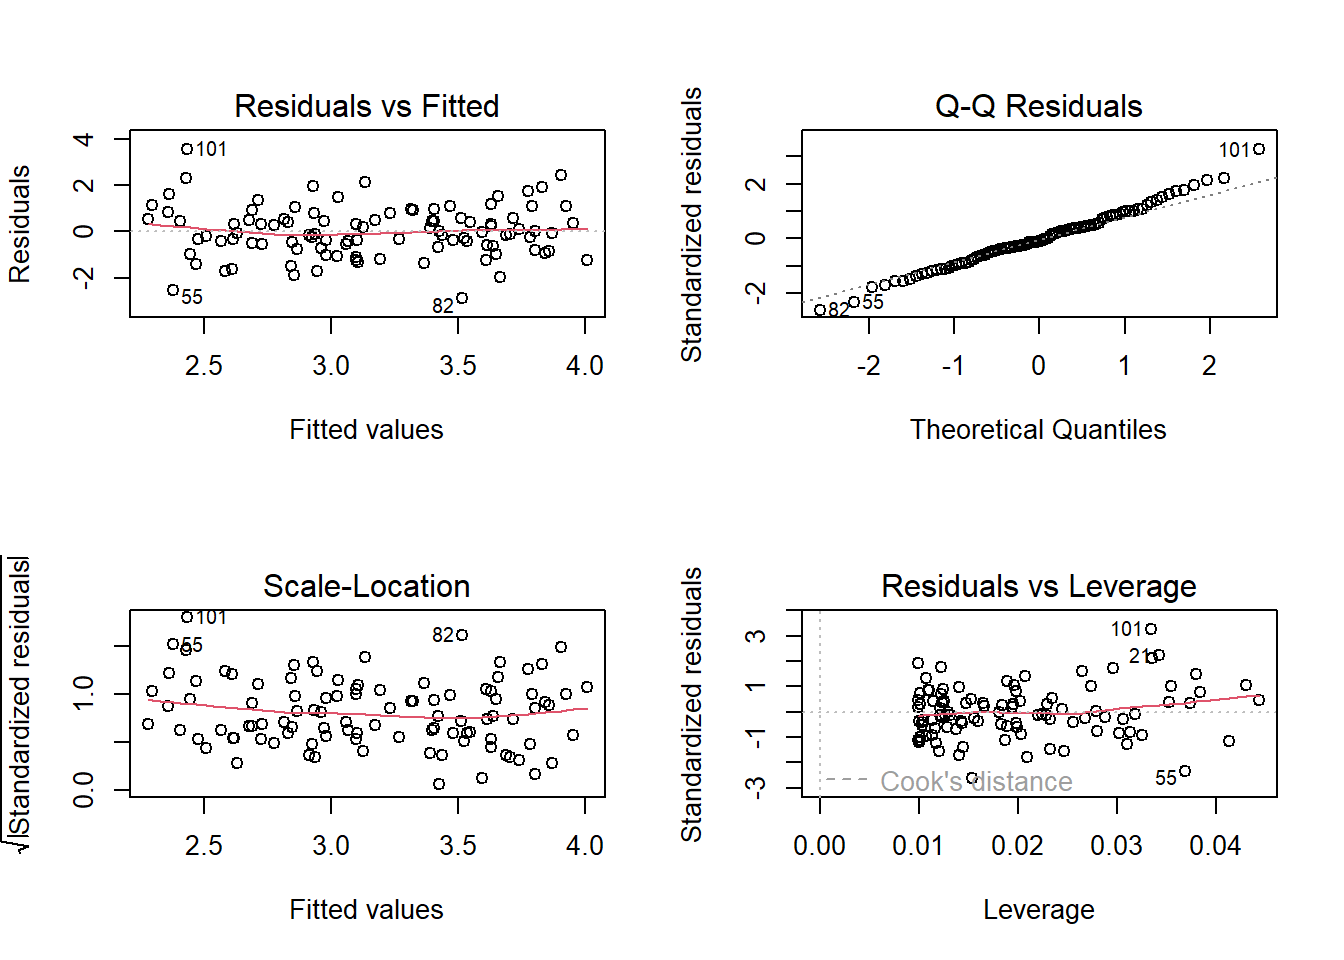 Residuals vs Fitted
Residuals
4
2
0
-2
101
55
82
2.5 3.0 3.5 4.0
Fitted values
Q-Q Residuals
Standardized residuals
2
0
-2
101
82
55
-2 -1 0 1 2
Theoretical Quantiles
Scale-Location
√|Standardized residuals|
1.0
0.0
101
55
82
2.5 3.0 3.5 4.0
Fitted values
Residuals vs Leverage
Standardized residuals
3
1
-1
-3
101
21
55
Cook's distance
0.00 0.01 0.02 0.03 0.04
Leverage